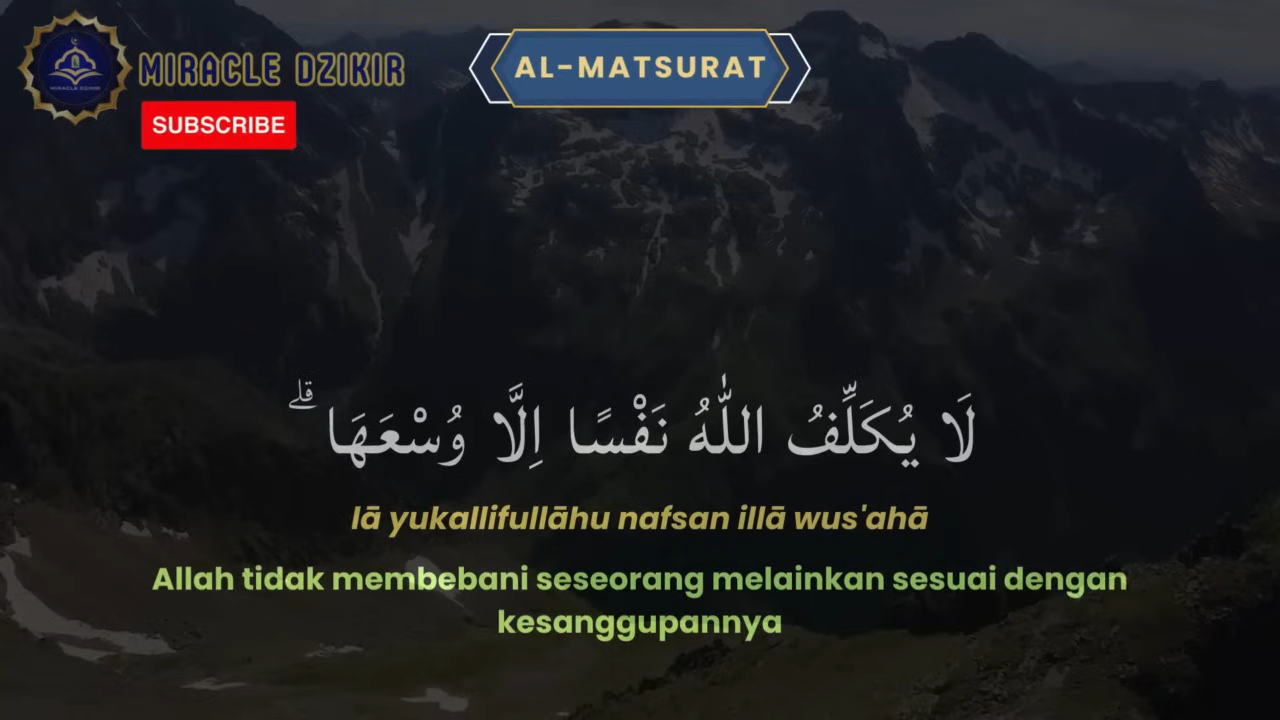 MIRACLE DZIKIR
AL-MATSURAT
SUBSCRIBE
لَا يُكَلِّفُ اللّٰهُ نَفْسًا اِلَّا وُسْعَهَا ۗ
lā yukallifullāhu nafsan illā wus'ahā
Allah tidak membebani seseorang melainkan sesuai dengan
kesanggupannya